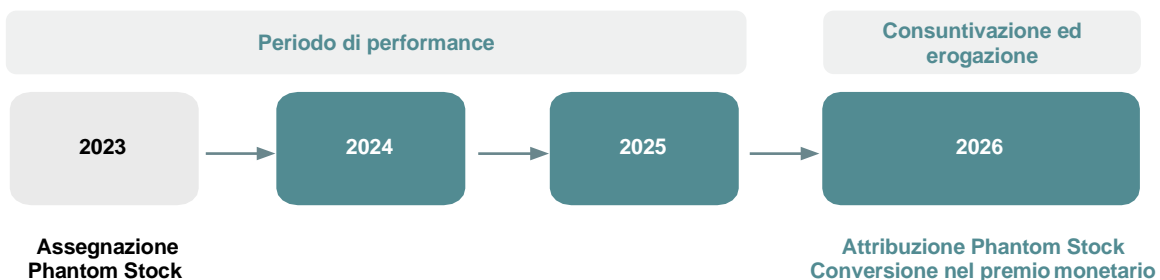 Periodo di performance
Consuntivazione ed
erogazione
2023
2024
2025
2026
Assegnazione
Phantom Stock
Attribuzione Phantom Stock
Conversione nel premio monetario